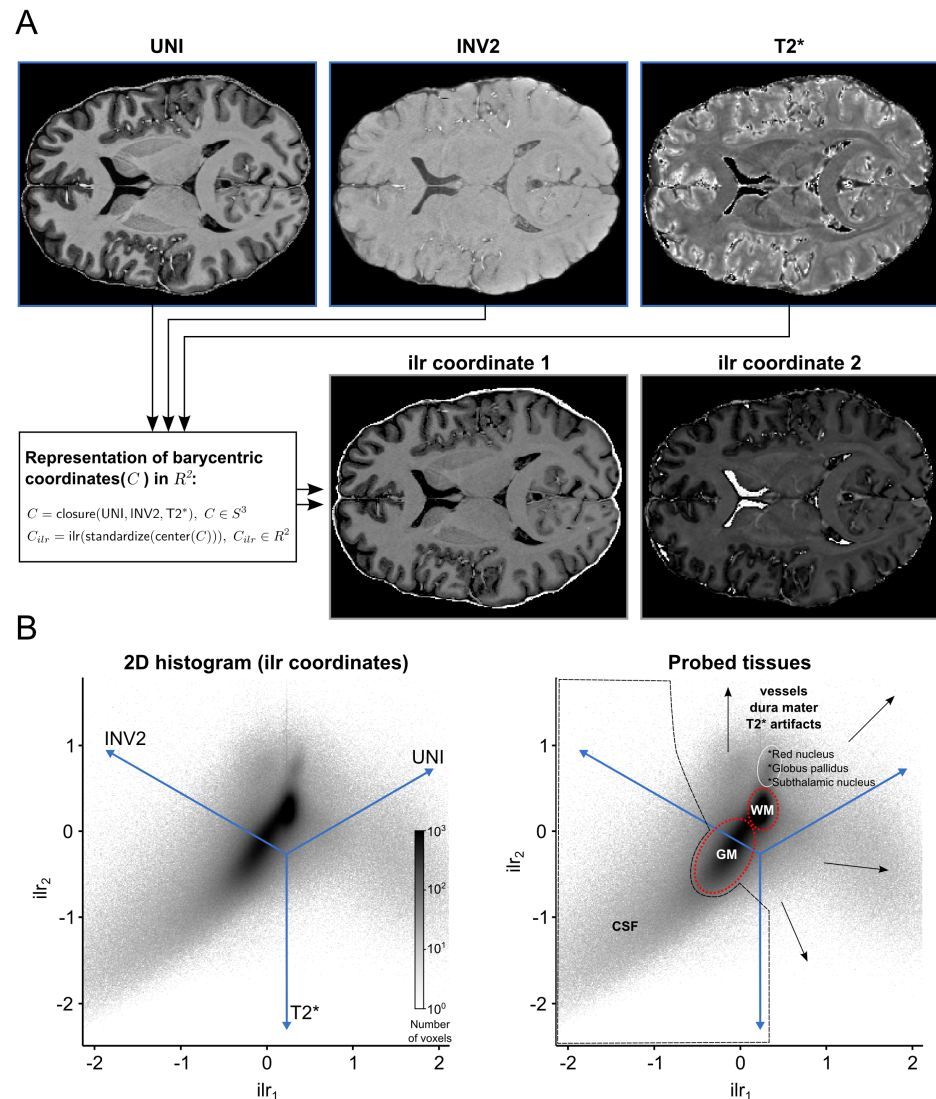 A
UNI
INV2
T2*
ilr coordinate 1
ilr coordinate 2
Representation of barycentric
coordinates(C ) in R²:
C = closure(UNI, INV2, T2*), C ∈ S³
C_ilr = ilr(standardize(center(C))), C_ilr ∈ R²
B
2D histogram (ilr coordinates)
INV2
UNI
T2*
1
0
-1
-2
ilr₂
-2
-1
0
1
2
ilr₁
10³
10²
10¹
10⁰
Number
of voxels
Probed tissues
vessels
dura mater
T2* artifacts
*Red nucleus
*Globus pallidus
*Subthalamic nucleus
WM
GM
CSF
1
0
-1
-2
ilr₂
-2
-1
0
1
2
ilr₁